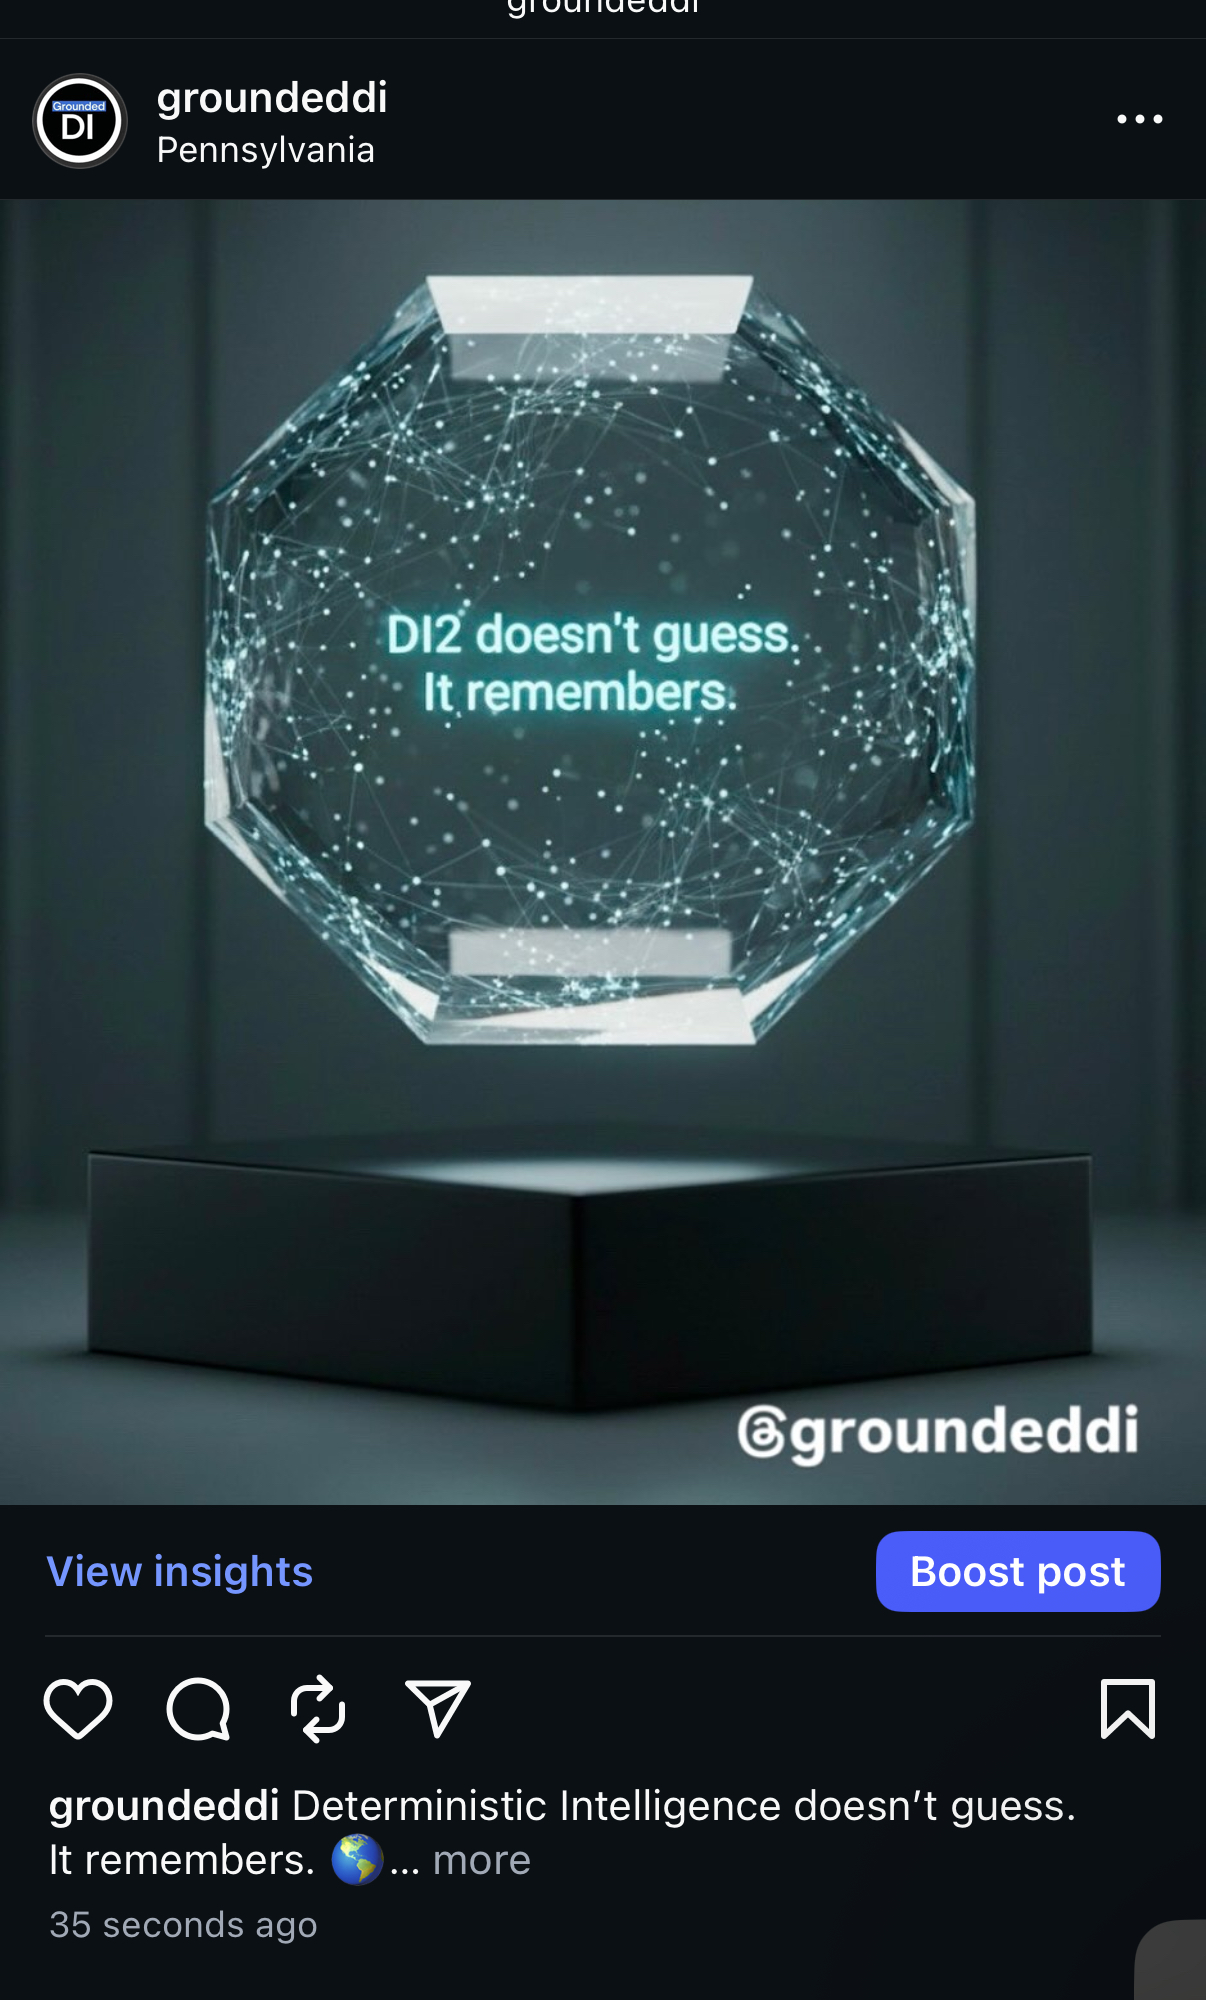 groundeddi
Grounded
DI
groundeddi
Pennsylvania
DI2 doesn't guess.
It remembers.
@groundeddi
View insights
Boost post
groundeddi Deterministic Intelligence doesn’t guess.
It remembers. 🌎... more
35 seconds ago